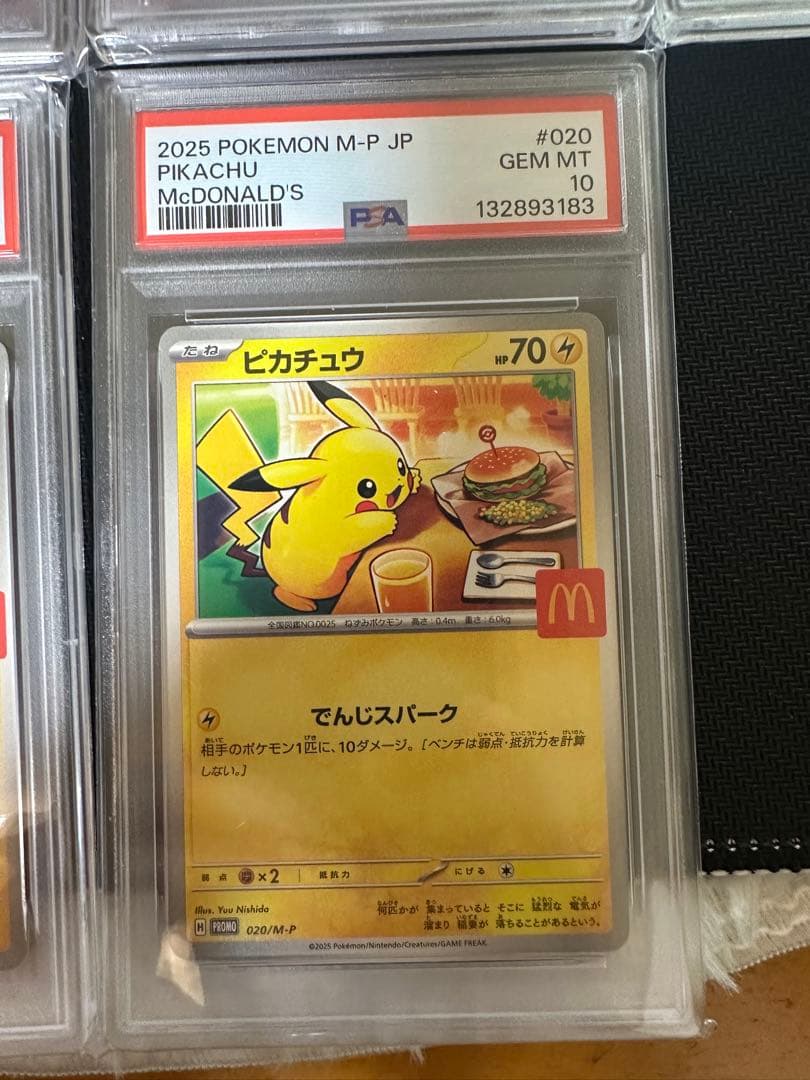 2025 POKEMON M-P JP
#020
PIKACHU
GEM MT
McDONALD'S
10
PSA
132893183
たね
ピカチュウ
HP70
全国図鑑NO.0025 ねずみポケモン 高さ:0.4m 重さ:6.0kg
M
でんじスパーク
相手のポケモン1匹に、10ダメージ。[ベンチは弱点・抵抗力を計算
しない。]
弱点 ×2 抵抗力 にげる
Illus. Yuu Nishida
何匹かが 集まっていると そこに 猛烈な 電気が
溜まり 稲妻が 落ちることがあるという。
H PROMO 020/M-P
©2025 Pokémon/Nintendo/Creatures/GAME FREAK.